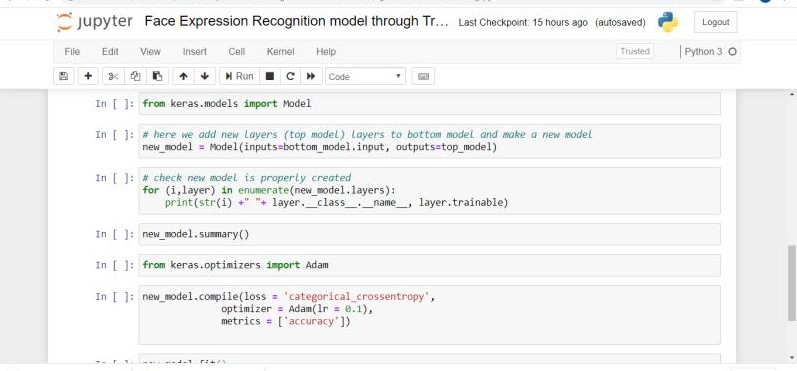 jupyter Face Expression Recognition model through Tr... Last Checkpoint: 15 hours ago (autosaved) Logout
File Edit View Insert Cell Kernel Help Trusted Python 3
Run Code
In [ ]: from keras.models import Model
In [ ]: # here we add new layers (top model) layers to bottom model and make a new model
new_model = Model(inputs=bottom_model.input, outputs=top_model)
In [ ]: # check new model is properly created
for (i,layer) in enumerate(new_model.layers):
print(str(i) +" "+ layer.__class__.__name__, layer.trainable)
In [ ]: new_model.summary()
In [ ]: from keras.optimizers import Adam
In [ ]: new_model.compile(loss = 'categorical_crossentropy',
optimizer = Adam(lr = 0.1),
metrics = ['accuracy'])